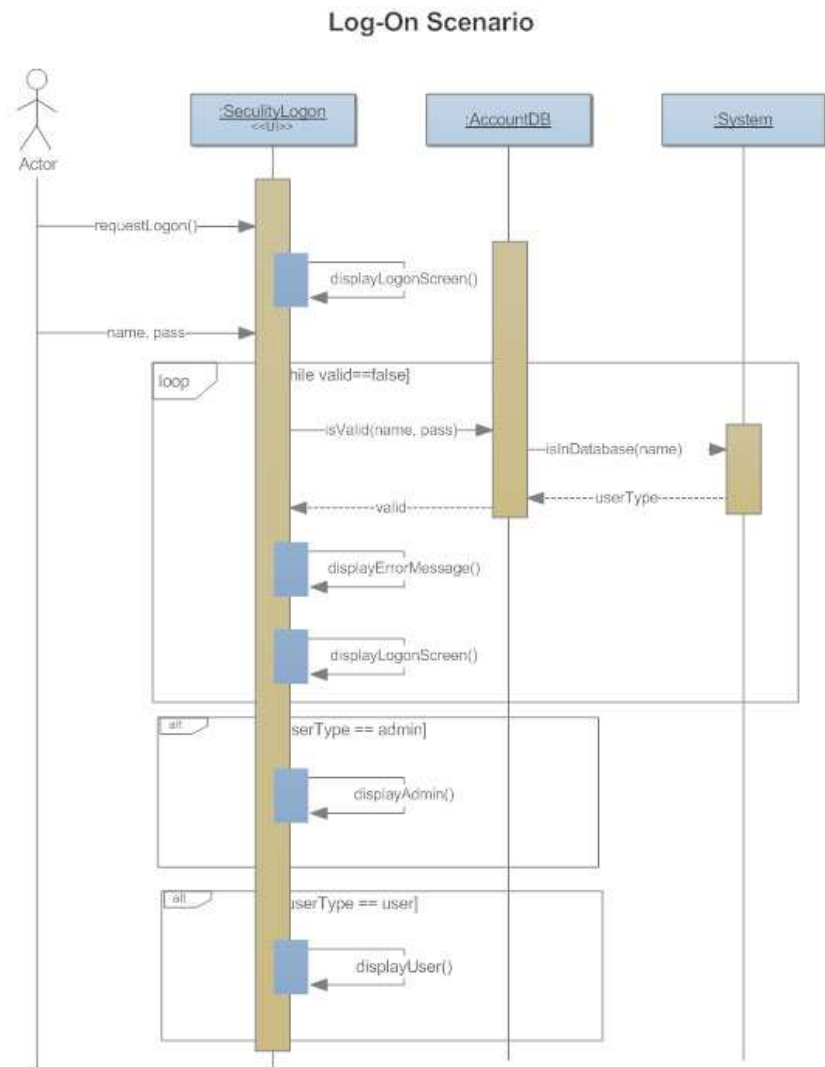 Log-On Scenario
:SeculityLogon
<<UI>>
:AccountDB
:System
Actor
requestLogon()
displayLogonScreen()
name, pass
loop
hile valid==false]
isValid(name, pass)
isInDatabase(name)
userType
valid
displayErrorMessage()
displayLogonScreen()
alt
serType == admin]
displayAdmin()
alt
userType == user]
displayUser()